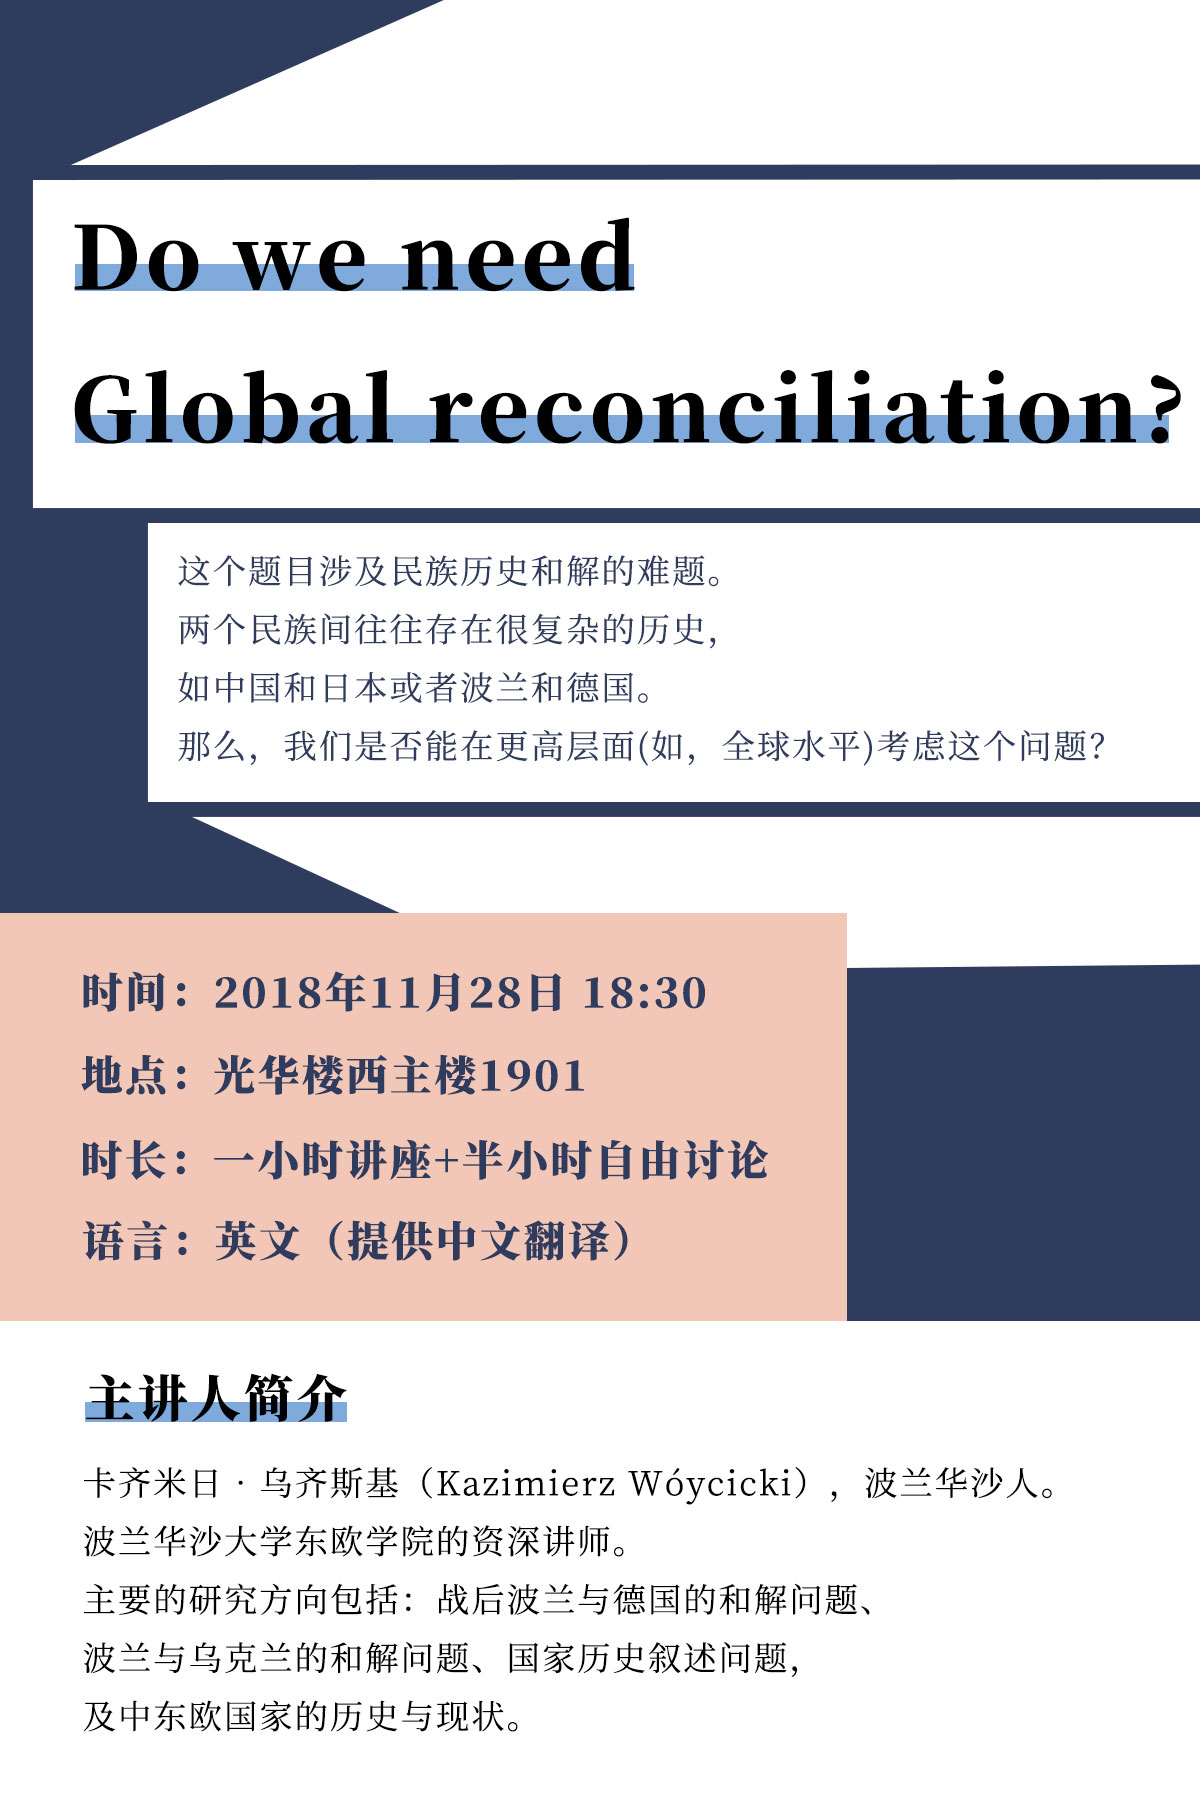 Do we need
Global reconciliation?
这个题目涉及民族历史和解的难题。
两个民族间往往存在很复杂的历史，
如中国和日本或者波兰和德国。
那么，我们是否能在更高层面(如，全球水平)考虑这个问题？
时间：2018年11月28日 18:30
地点：光华楼西主楼1901
时长：一小时讲座+半小时自由讨论
语言：英文（提供中文翻译）
主讲人简介
卡齐米日·乌齐斯基（Kazimierz Wóycicki），波兰华沙人。
波兰华沙大学东欧学院的资深讲师。
主要的研究方向包括：战后波兰与德国的和解问题、
波兰与乌克兰的和解问题、国家历史叙述问题，
及中东欧国家的历史与现状。